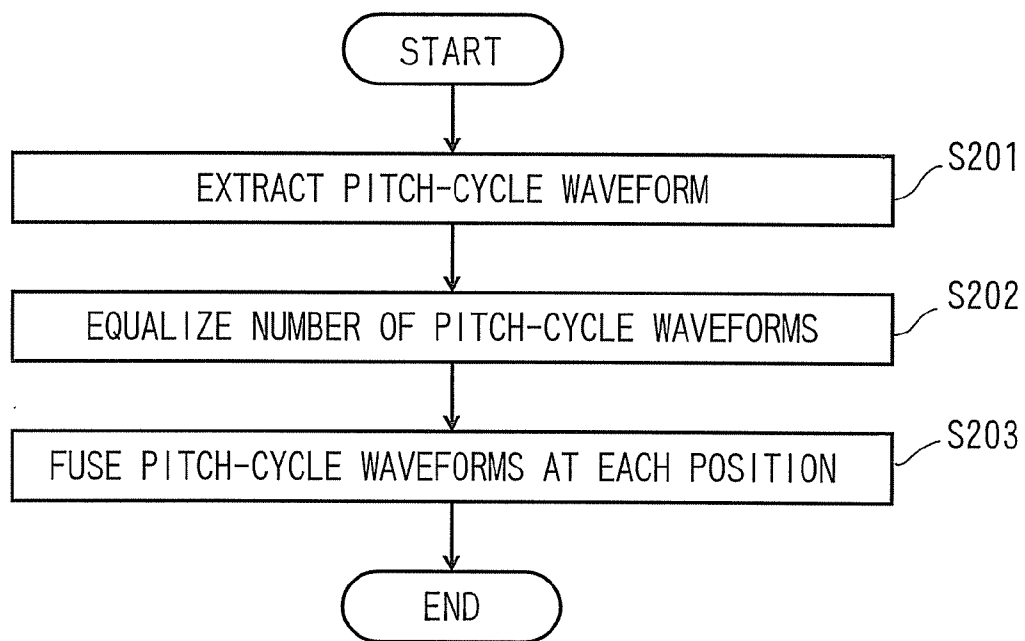 START
EXTRACT PITCH-CYCLE WAVEFORM
S201
EQUALIZE NUMBER OF PITCH-CYCLE WAVEFORMS
S202
FUSE PITCH-CYCLE WAVEFORMS AT EACH POSITION
S203
END